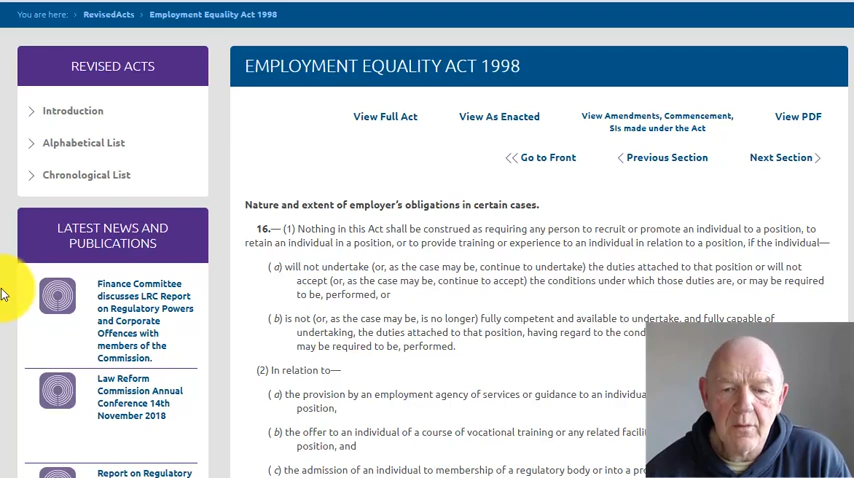 You are here: › RevisedActs › Employment Equality Act 1998
REVISED ACTS
Introduction
Alphabetical List
Chronological List
LATEST NEWS AND
PUBLICATIONS
Finance Committee
discusses LRC Report
on Regulatory Powers
and Corporate
Offences with
members of the
Commission.
Law Reform
Commission Annual
Conference 14th
November 2018
Report on Regulatory
EMPLOYMENT EQUALITY ACT 1998
View Full Act
View As Enacted
View Amendments, Commencement,
SIs made under the Act
View PDF
Go to Front
Previous Section
Next Section
Nature and extent of employer's obligations in certain cases.
16.— (1) Nothing in this Act shall be construed as requiring any person to recruit or promote an individual to a position, to
retain an individual in a position, or to provide training or experience to an individual in relation to a position, if the individual—
( a) will not undertake (or, as the case may be, continue to undertake) the duties attached to that position or will not
accept (or, as the case may be, continue to accept) the conditions under which those duties are, or may be required
to be, performed, or
( b) is not (or, as the case may be, is no longer) fully competent and available to undertake, and fully capable of
undertaking, the duties attached to that position, having regard to the
may be required to be, performed.
(2) In relation to—
( a) the provision by an employment agency of services or guidance to an
position,
( b) the offer to an individual of a course of vocational training or any related
position, and
( c) the admission of an individual to membership of a regulatory body or into a